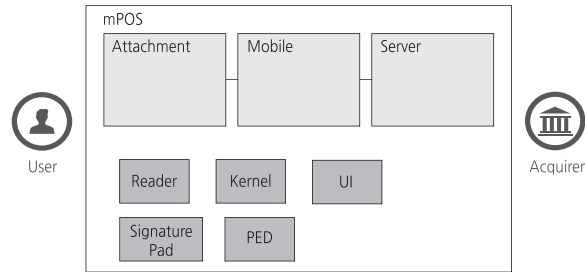 mPOS
Attachment
Mobile
Server
User
Acquirer
Reader
Kernel
UI
Signature
Pad
PED